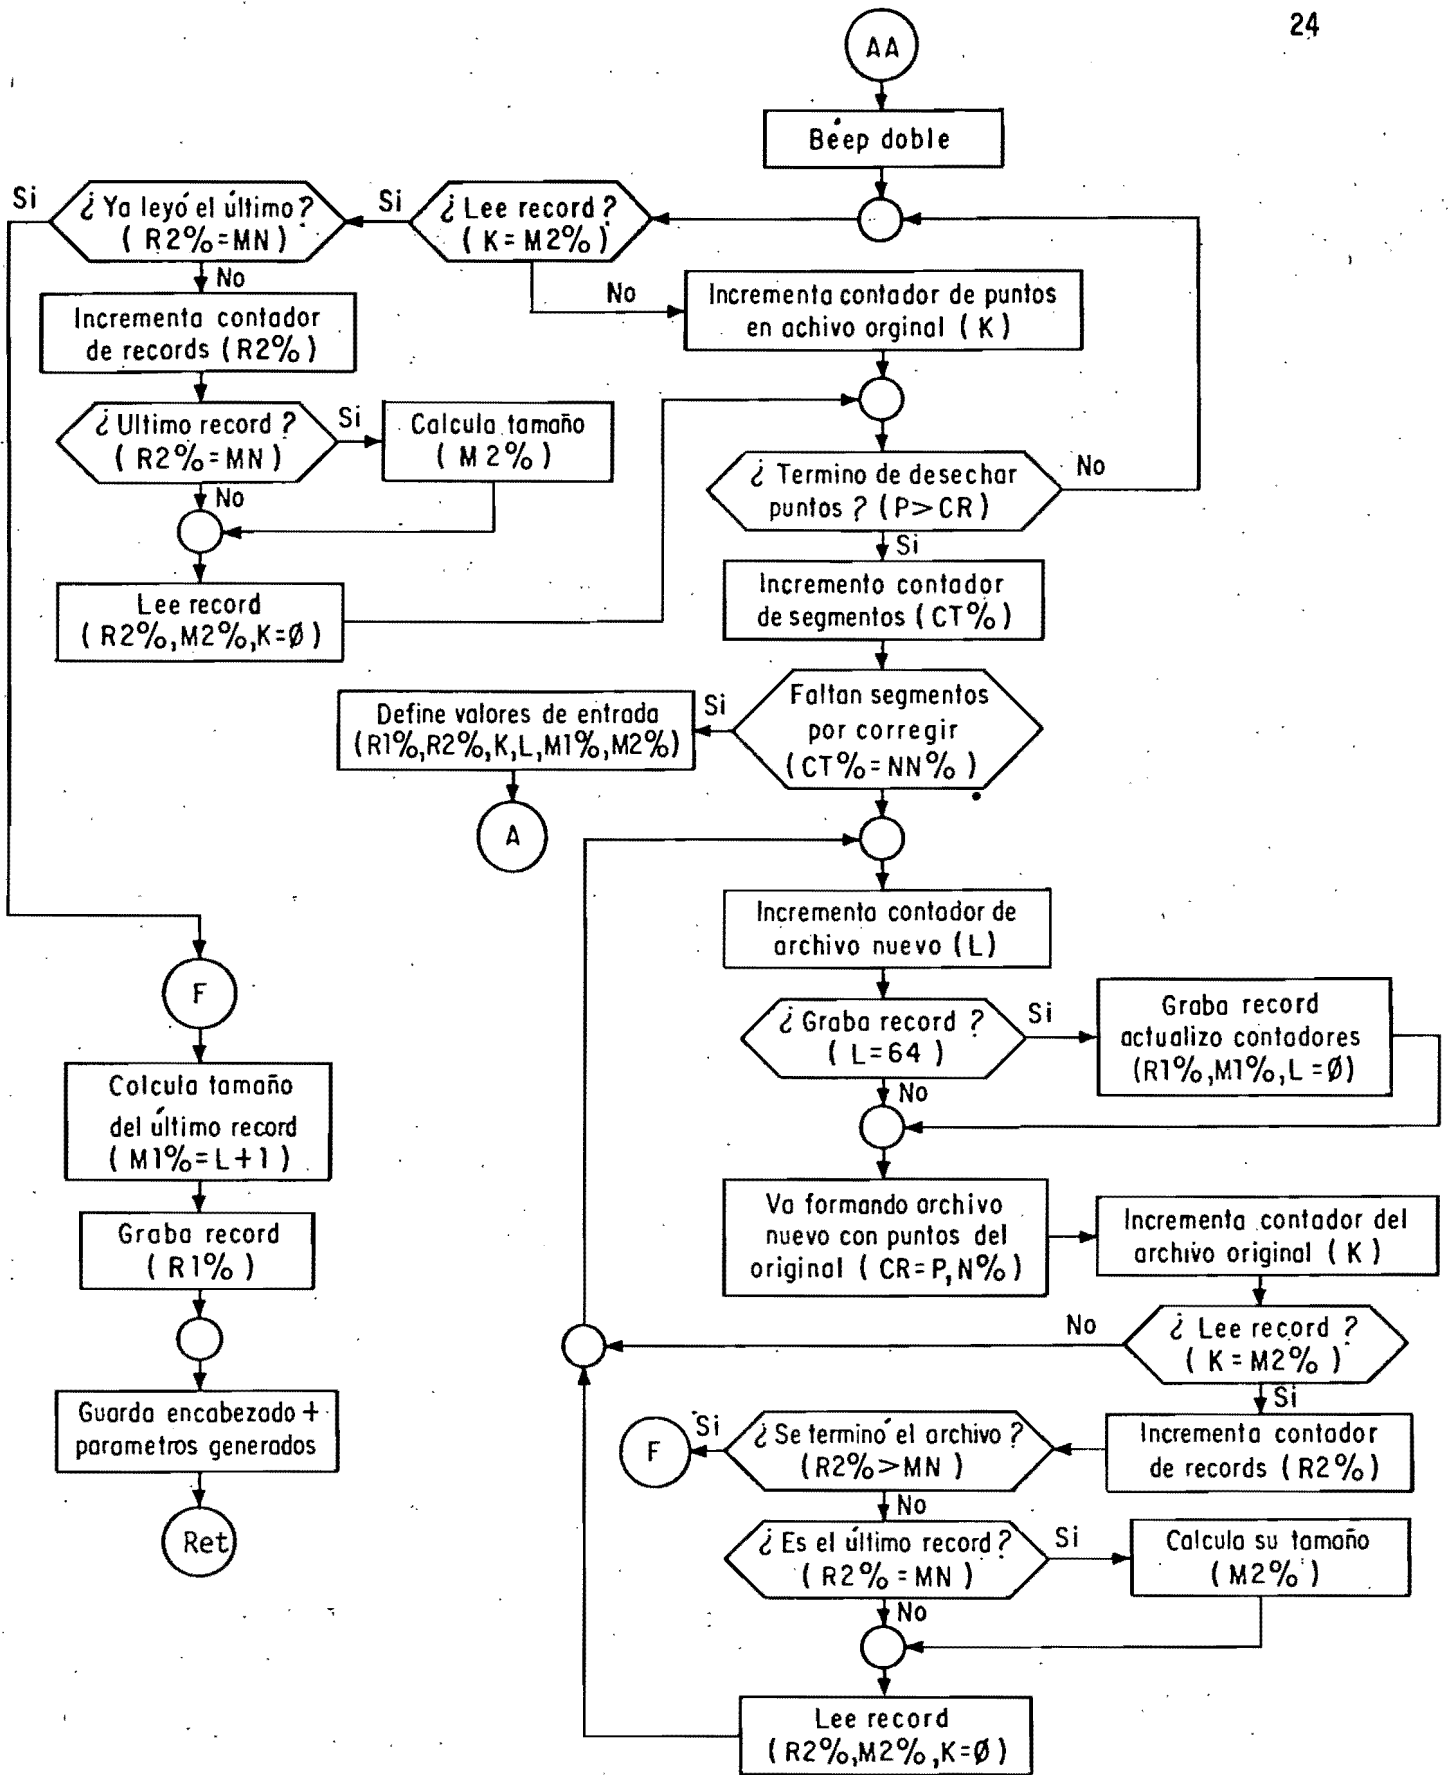 24
AA
Beep doble
Si
¿ Ya leyó el último ?
( R2%=MN )
Si
¿ Lee record ?
( K=M2% )
No
No
Incrementa contador
de records (R2%)
Incrementa contador de puntos
en achivo orginal ( K )
¿ Ultimo record ?
( R2%=MN )
Si
Calcula tamaño
( M2% )
No
¿ Termino de desechar
puntos ? ( P>CR )
No
Si
Lee record
(R2%,M2%,K=Ø)
Incremento contador
de segmentos (CT%)
Faltan segmentos
por corregir
(CT%=NN% )
Si
Define valores de entrada
(R1%,R2%,K,L,M1%,M2%)
A
Incrementa contador de
archivo nuevo (L)
¿ Graba record ?
( L=64 )
Si
Graba record
actualizo contadores
(R1%,M1%,L=Ø)
No
F
Colcula tamaño
del último record
( M1%=L+1 )
Graba record
( R1% )
Guarda encabezado +
parametros generados
Ret
Va formando archivo
nuevo con puntos del
original ( CR=P,N%)
Incrementa contador del
archivo original ( K )
No
¿ Lee record ?
( K=M2% )
Si
Incrementa contador
de records (R2%)
¿ Se terminó el archivo ?
(R2%>MN )
Si
F
No
¿ Es el último record ?
( R2%=MN )
Si
Calcula su tamaño
( M2% )
No
Lee record
(R2%,M2%,K=Ø)